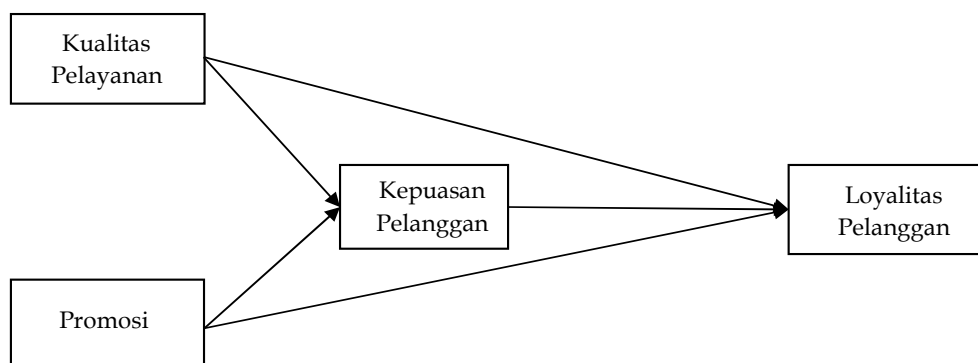 Kualitas
Pelayanan
Kepuasan
Pelanggan
Loyalitas
Pelanggan
Promosi